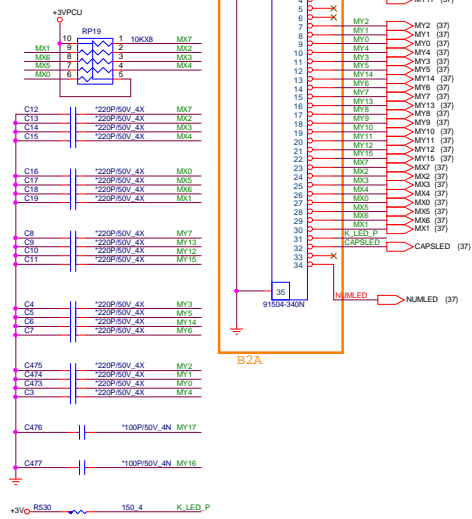 +3VPCU
RP19
10 1 10KX8 MX7
MX1 9 2 MX2
MX6 8 3 MX3
MX5 7 4 MX4
MX0 6 5
C12 *220P/50V_4X MX7
C13 *220P/50V_4X MX2
C14 *220P/50V_4X MX3
C15 *220P/50V_4X MX4
C16 *220P/50V_4X MX0
C17 *220P/50V_4X MX5
C18 *220P/50V_4X MX6
C19 *220P/50V_4X MX1
C8 *220P/50V_4X MY7
C9 *220P/50V_4X MY13
C10 *220P/50V_4X MY12
C11 *220P/50V_4X MY15
C4 *220P/50V_4X MY3
C5 *220P/50V_4X MY5
C6 *220P/50V_4X MY14
C7 *220P/50V_4X MY6
C475 *220P/50V_4X MY2
C474 *220P/50V_4X MY1
C473 *220P/50V_4X MY0
C3 *220P/50V_4X MY4
C476 *100P/50V_4N MY17
C477 *100P/50V_4N MY16
+3V R530 150_4 K_LED_P
5
6
7 MY2 MY2 (37)
8 MY1 MY1 (37)
9 MY0 MY0 (37)
10 MY4 MY4 (37)
11 MY3 MY3 (37)
12 MY5 MY5 (37)
13 MY14 MY14 (37)
14 MY6 MY6 (37)
15 MY7 MY7 (37)
16 MY13 MY13 (37)
17 MY8 MY8 (37)
18 MY9 MY9 (37)
19 MY10 MY10 (37)
20 MY11 MY11 (37)
21 MY12 MY12 (37)
22 MY15 MY15 (37)
23 MX7 MX7 (37)
24 MX2 MX2 (37)
25 MX3 MX3 (37)
26 MX4 MX4 (37)
27 MX0 MX0 (37)
28 MX5 MX5 (37)
29 MX6 MX6 (37)
30 MX1 MX1 (37)
31 K_LED_P
32 CAPSLED CAPSLED (37)
33
34
NUMLED NUMLED (37)
35
91504-340N
B2A